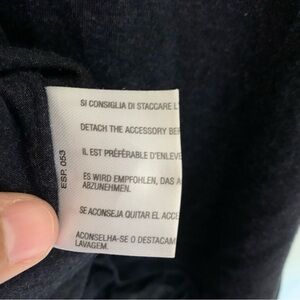 SI CONSIGLIA DI STACCARE L'
DETACH THE ACCESSORY BEF
IL EST PRÉFÉRABLE D'ENLEVE
ES WIRD EMPFOHLEN, DAS A
ABZUNEHMEN.
SE ACONSEJA QUITAR EL ACCE
ACONSELHA-SE O DESTACAM
LAVAGEM.
ESP. 053